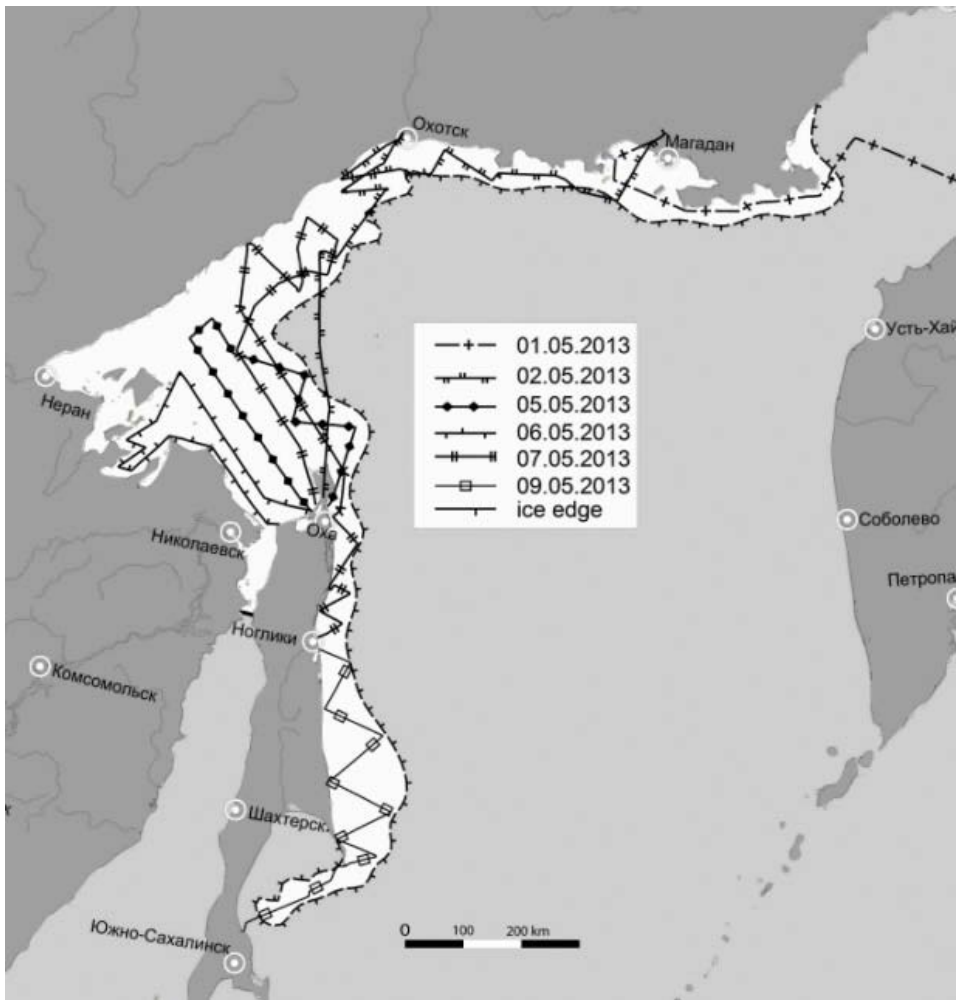 Охотск
Магадан
01.05.2013
02.05.2013
05.05.2013
06.05.2013
07.05.2013
09.05.2013
ice edge
Усть-Хай
Неран
Оха
Николаевск
Соболево
Петропа
Ноглики
Комсомольск
Шахтерск
Южно-Сахалинск
0 100 200 km